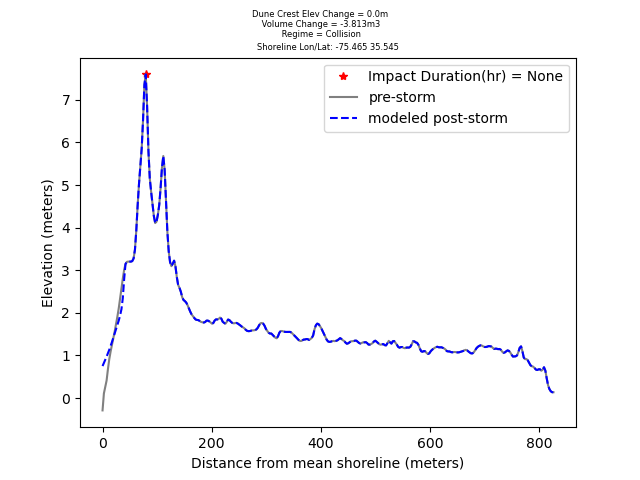 Dune Crest Elev Change = 0.0m
Volume Change = -3.813m3
Regime = Collision
Shoreline Lon/Lat: -75.465 35.545
Impact Duration(hr) = None
pre-storm
modeled post-storm
Elevation (meters)
7
6
5
4
3
2
1
0
0 200 400 600 800
Distance from mean shoreline (meters)